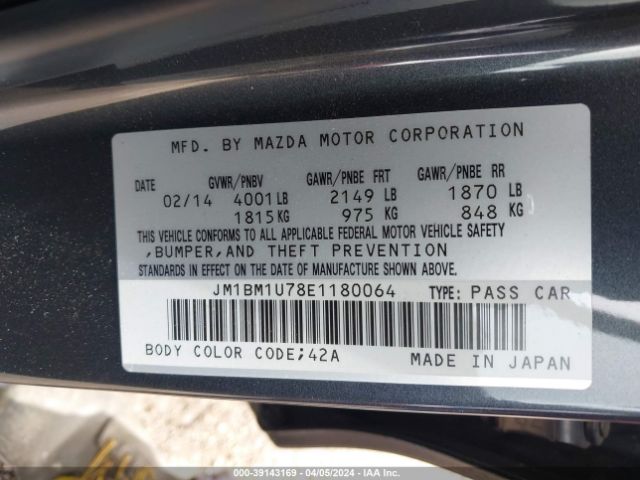 MFD. BY MAZDA MOTOR CORPORATION
DATE GVWR/PNBV GAWR/PNBE FRT GAWR/PNBE RR
02/14 4001 LB 2149 LB 1870 LB
1815 KG 975 KG 848 KG
THIS VEHICLE CONFORMS TO ALL APPLICABLE FEDERAL MOTOR VEHICLE SAFETY
,BUMPER,AND THEFT PREVENTION
STANDARDS IN EFFECT ON THE DATE OF MANUFACTURE SHOWN ABOVE.
JM1BM1U78E1180064 TYPE: PASS CAR
BODY COLOR CODE;42A MADE IN JAPAN
000-39143169 - 04/05/2024 - IAA Inc.